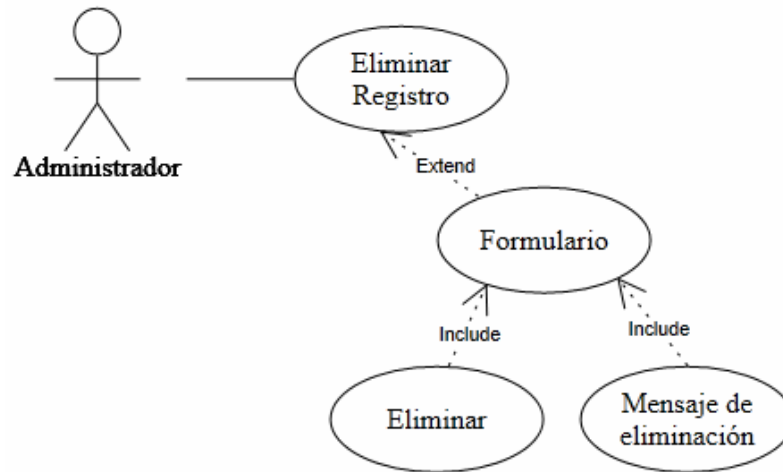 Eliminar
Registro
Administrador
Extend
Formulario
Include
Include
Eliminar
Mensaje de
eliminación